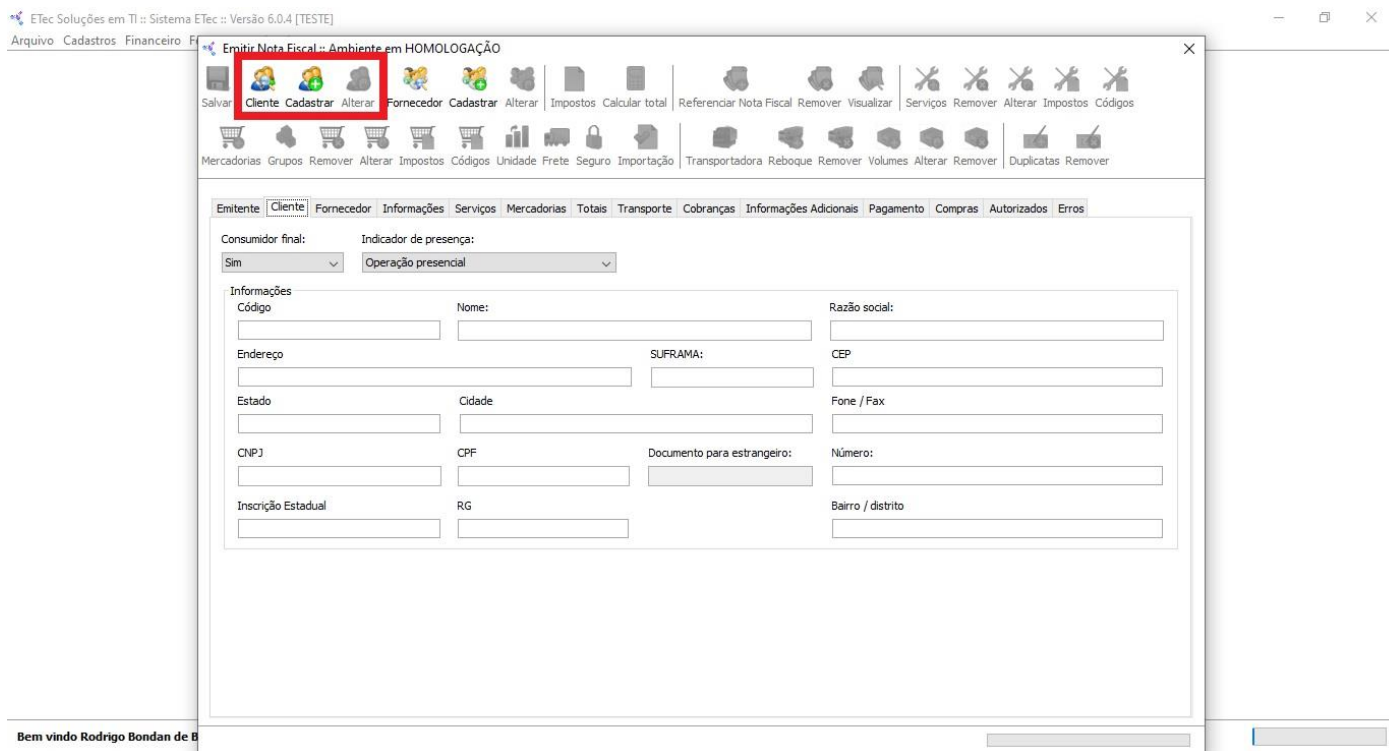 ETec Soluções em TI :: Sistema ETec :: Versão 6.0.4 [TESTE]
Arquivo Cadastros Financeiro
Emitir Nota Fiscal :: Ambiente em HOMOLOGAÇÃO
Salvar Cliente Cadastrar Alterar Fornecedor Cadastrar Alterar Impostos Calcular total Referenciar Nota Fiscal Remover Visualizar Serviços Remover Alterar Impostos Códigos
Mercadorias Grupos Remover Alterar Impostos Códigos Unidade Frete Seguro Importação Transportadora Reboque Remover Volumes Alterar Remover Duplicatas Remover
Emitente Cliente Fornecedor Informações Serviços Mercadorias Totais Transporte Cobranças Informações Adicionais Pagamento Compras Autorizados Erros
Consumidor final: Indicador de presença:
Sim Operação presencial
Informações
Código Nome: Razão social:
Endereço SUFRAMA: CEP
Estado Cidade Fone / Fax
CNPJ CPF Documento para estrangeiro: Número:
Inscrição Estadual RG Bairro / distrito
Bem vindo Rodrigo Bondan de B